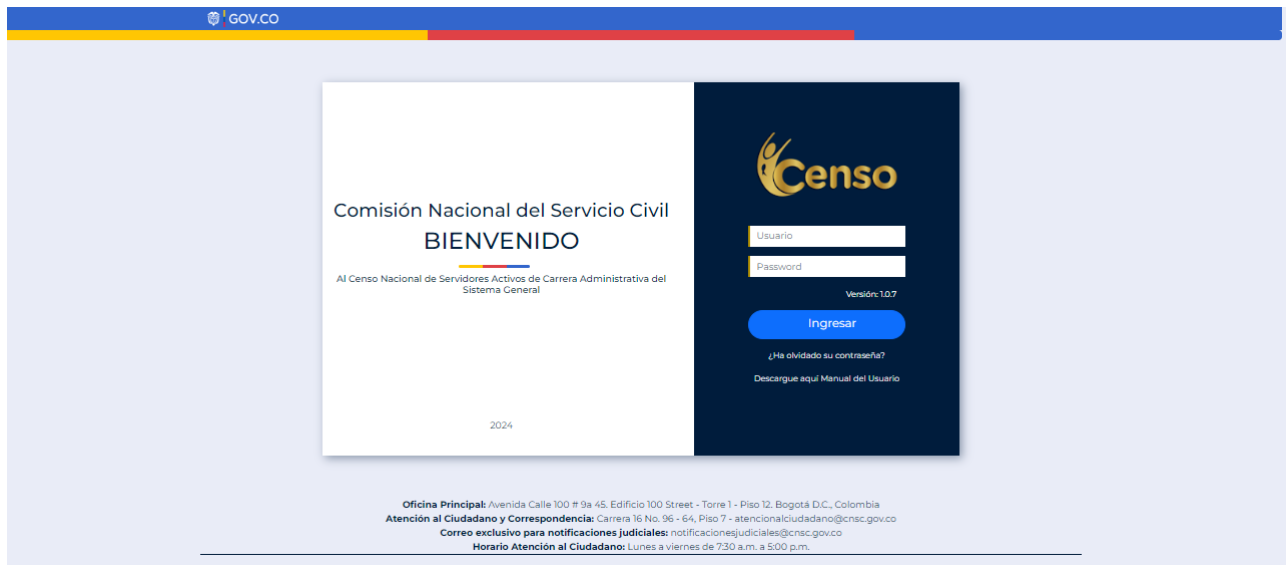 GOV.CO
Comisión Nacional del Servicio Civil
BIENVENIDO
Al Censo Nacional de Servidores Activos de Carrera Administrativa del
Sistema General
2024
Censo
Usuario
Password
Versión: 1.0.7
Ingresar
¿Ha olvidado su contraseña?
Descargue aquí Manual del Usuario
Oficina Principal: Avenida Calle 100 # 9a 45. Edificio 100 Street - Torre 1 - Piso 12. Bogotá D.C., Colombia
Atención al Ciudadano y Correspondencia: Carrera 16 No. 96 - 64, Piso 7 - atencionalciudadano@cnsc.gov.co
Correo exclusivo para notificaciones judiciales: notificacionesjudiciales@cnsc.gov.co
Horario Atención al Ciudadano: Lunes a viernes de 7:30 a.m. a 5:00 p.m.